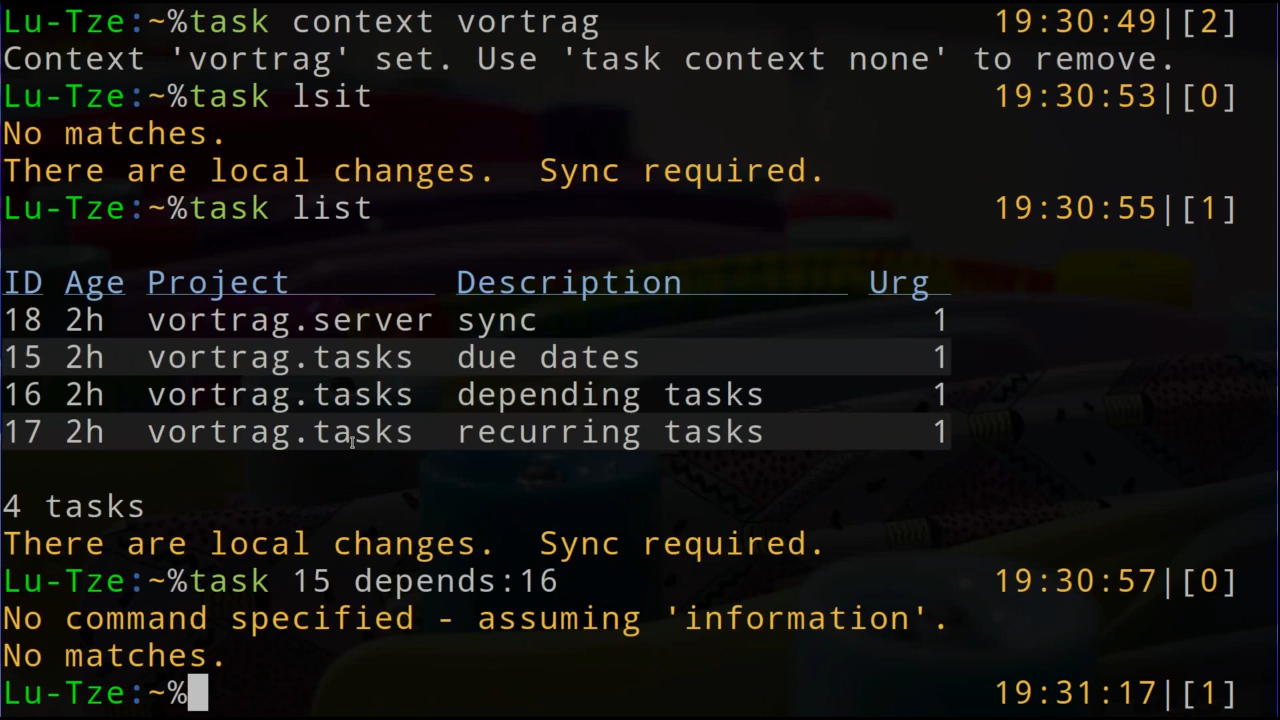 Lu-Tze:~%task context vortrag 19:30:49|[2]
Context 'vortrag' set. Use 'task context none' to remove.
Lu-Tze:~%task lsit 19:30:53|[0]
No matches.
There are local changes.  Sync required.
Lu-Tze:~%task list 19:30:55|[1]
ID Age Project Description Urg
18 2h vortrag.server sync 1
15 2h vortrag.tasks due dates 1
16 2h vortrag.tasks depending tasks 1
17 2h vortrag.tasks recurring tasks 1
4 tasks
There are local changes.  Sync required.
Lu-Tze:~%task 15 depends:16 19:30:57|[0]
No command specified - assuming 'information'.
No matches.
Lu-Tze:~% 19:31:17|[1]